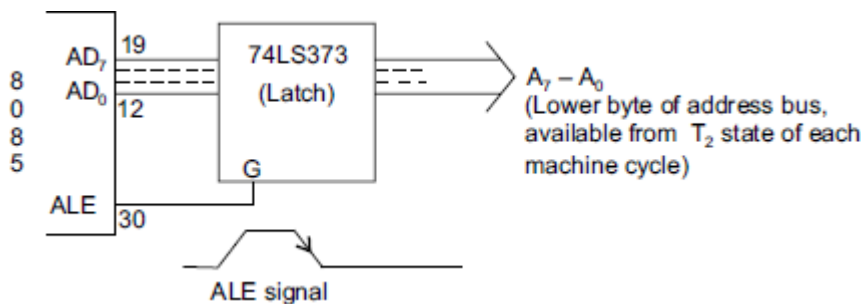 8
0
8
5
AD7
19
AD0
12
ALE
30
74LS373
(Latch)
G
A7 – A0
(Lower byte of address bus,
available from T2 state of each
machine cycle)
ALE signal